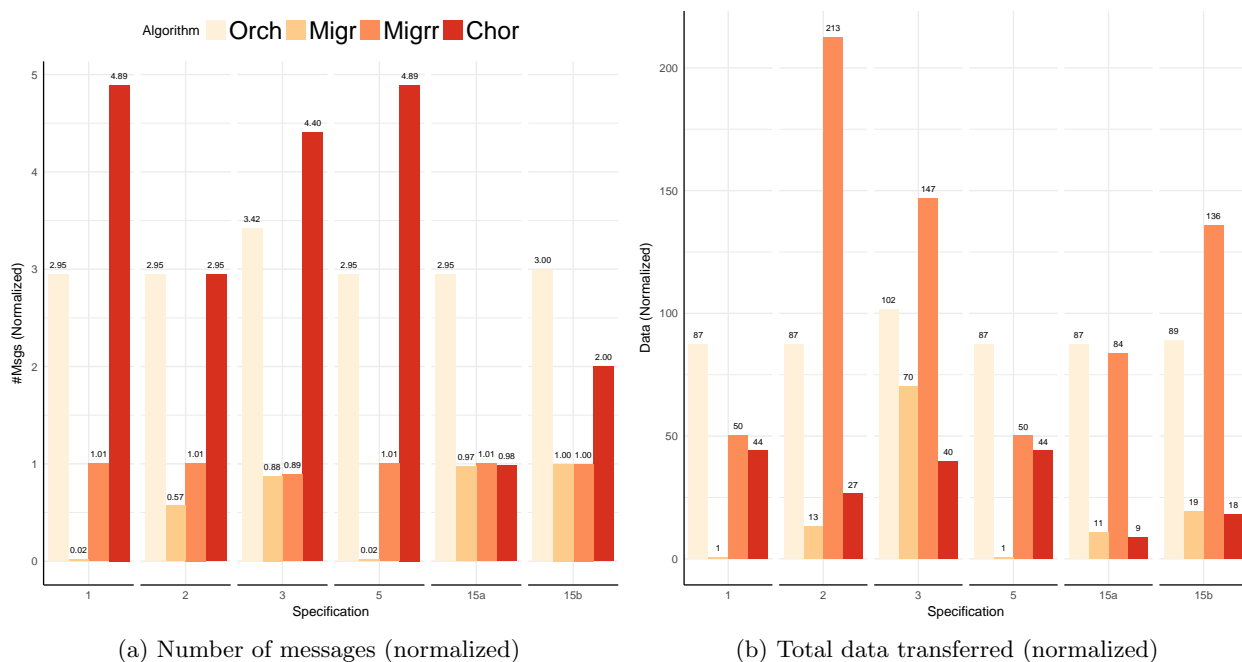 Algorithm Orch Migr Migrr Chor
#Msgs (Normalized)
5
4
3
2
1
0
2.95 0.02 1.01 4.89
2.95 0.57 1.01 2.95
3.42 0.88 0.89 4.40
2.95 0.02 1.01 4.89
2.95 0.97 1.01 0.98
3.00 1.00 1.00 2.00
1 2 3 5 15a 15b
Specification
(a) Number of messages (normalized)
Data (Normalized)
200
150
100
50
0
87 1 50 44
87 13 213 27
102 70 147 40
87 1 50 44
87 11 84 9
89 19 136 18
1 2 3 5 15a 15b
Specification
(b) Total data transferred (normalized)